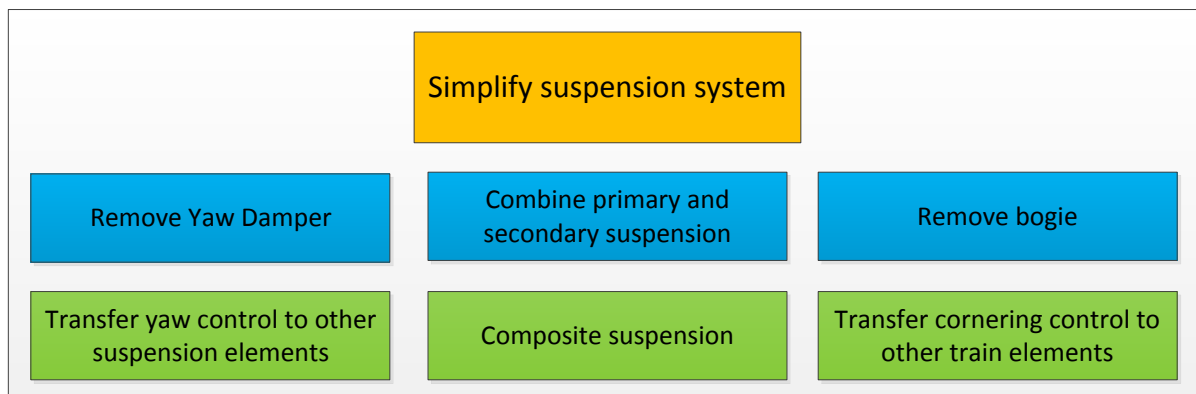 Simplify suspension system
Remove Yaw Damper
Combine primary and
secondary suspension
Remove bogie
Transfer yaw control to other
suspension elements
Composite suspension
Transfer cornering control to
other train elements